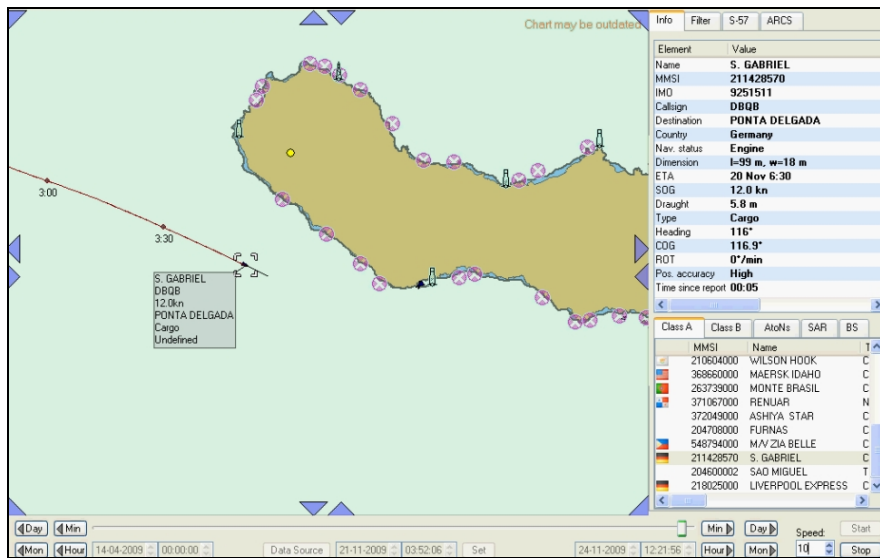 Chart may be outdated
3:00
3:30
S. GABRIEL
DBQB
12.0kn
PONTA DELGADA
Cargo
Undefined
Info Filter S-57 ARCS
Element Value
Name S. GABRIEL
MMSI 211428570
IMO 9251511
Callsign DBQB
Destination PONTA DELGADA
Country Germany
Nav. status Engine
Dimension l=99 m, w=18 m
ETA 20 Nov 6:30
SOG 12.0 kn
Draught 5.8 m
Type Cargo
Heading 116°
COG 116.9°
ROT 0°/min
Pos. accuracy High
Time since report 00:05
Class A Class B AtoNs SAR BS
MMSI Name T
210604000 WILSON HOOK C
368660000 MAERSK IDAHO C
263739000 MONTE BRASIL C
371067000 RENUAR N
372049000 ASHIYA STAR C
204708000 FURNAS C
548794000 M/V ZIA BELLE C
211428570 S. GABRIEL C
204600002 SAO MIGUEL T
218025000 LIVERPOOL EXPRESS C
Day Min Min Day Speed: Start
Mon Hour 14-04-2009 00:00:00 Data Source 21-11-2009 03:52:06 Set 24-11-2009 12:21:56 Hour Mon 10 Stop